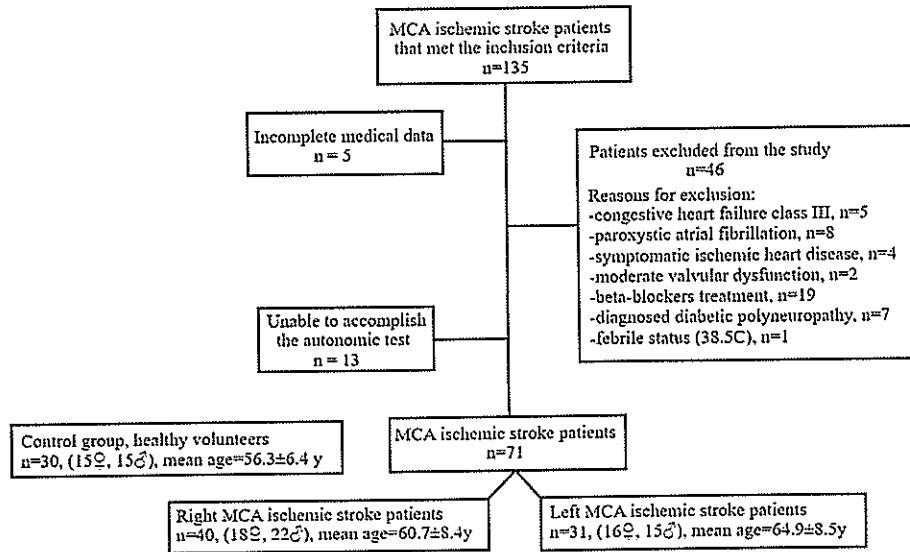 MCA ischemic stroke patients
that met the inclusion criteria
n=135
Incomplete medical data
n = 5
Patients excluded from the study
n=46
Reasons for exclusion:
-congestive heart failure class III, n=5
-paroxystic atrial fibrillation, n=8
-symptomatic ischemic heart disease, n=4
-moderate valvular dysfunction, n=2
-beta-blockers treatment, n=19
-diagnosed diabetic polyneuropathy, n=7
-febrile status (38.5C), n=1
Unable to accomplish
the autonomic test
n = 13
Control group, healthy volunteers
n=30, (15♀, 15♂), mean age=56.3±6.4 y
MCA ischemic stroke patients
n=71
Right MCA ischemic stroke patients
n=40, (18♀, 22♂), mean age=60.7±8.4y
Left MCA ischemic stroke patients
n=31, (16♀, 15♂), mean age=64.9±8.5y